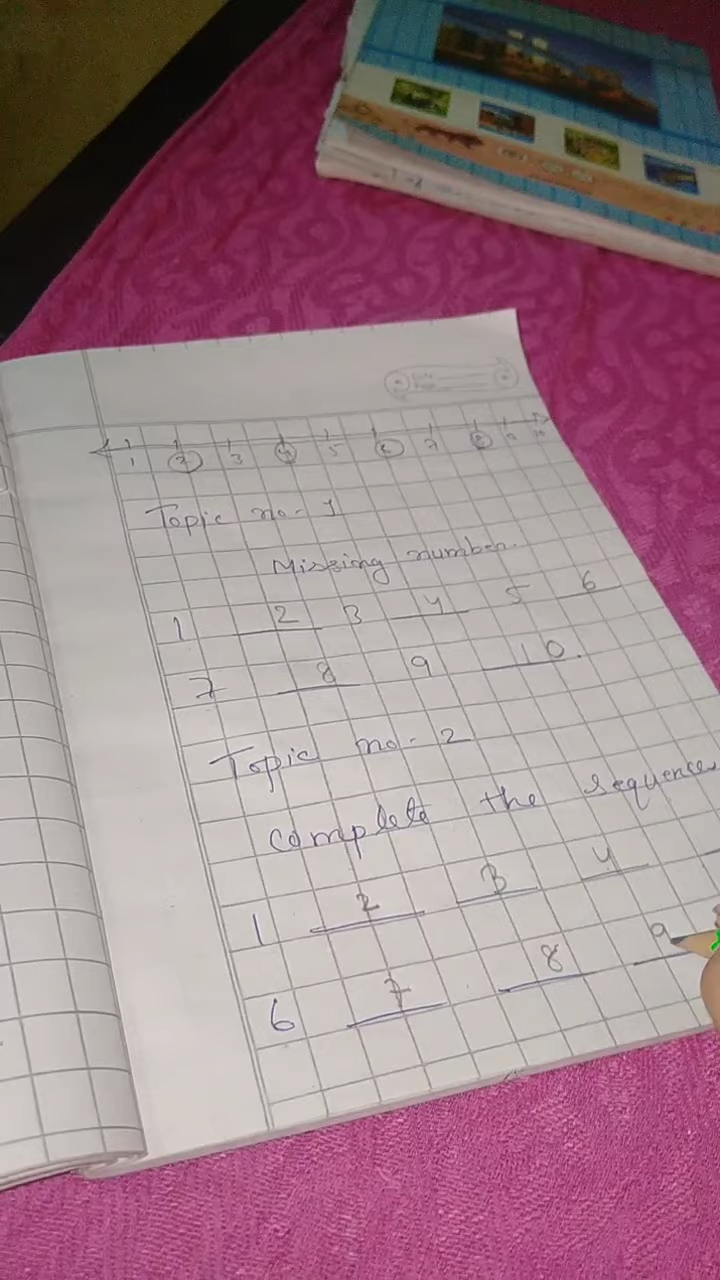 1 2 3 4 5 6 7 8 9 10
Topic no- 1
Missing number.
1 2 3 4 5 6
7 8 9 10.
Topic no- 2
complete the sequence
1 2 3 4
6 7 8 9